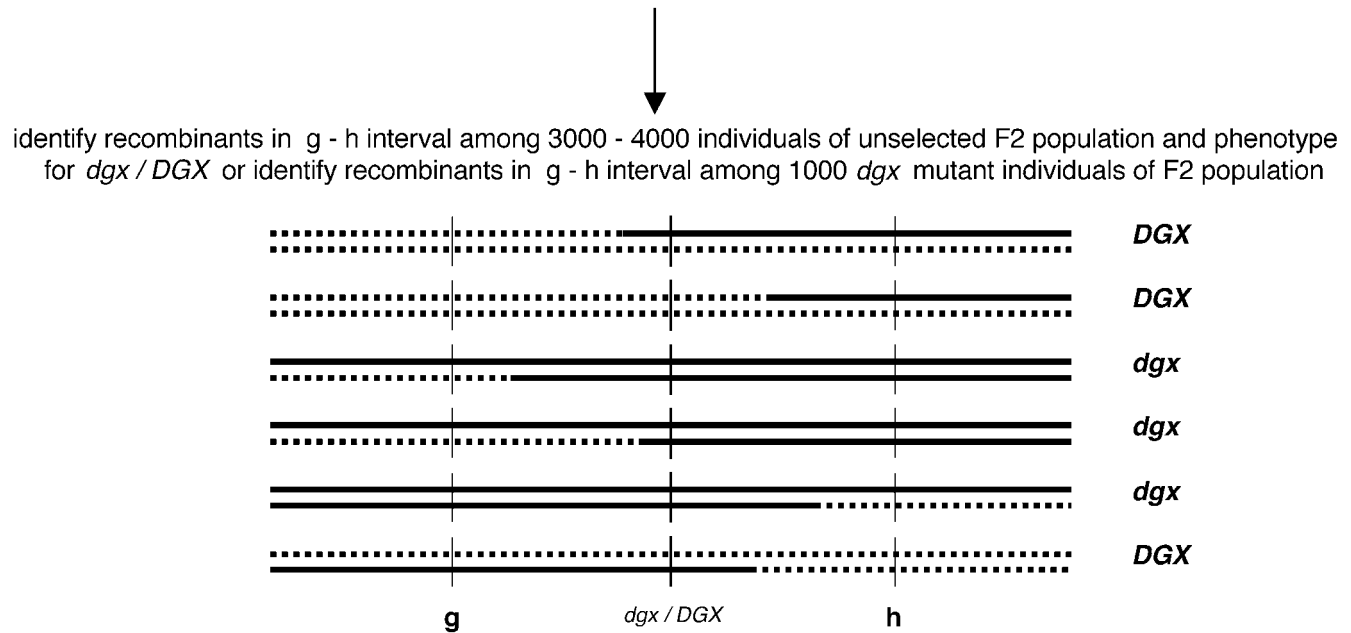 identify recombinants in g - h interval among 3000 - 4000 individuals of unselected F2 population and phenotype
for dgx / DGX or identify recombinants in g - h interval among 1000 dgx mutant individuals of F2 population
DGX
DGX
dgx
dgx
dgx
DGX
g dgx / DGX h